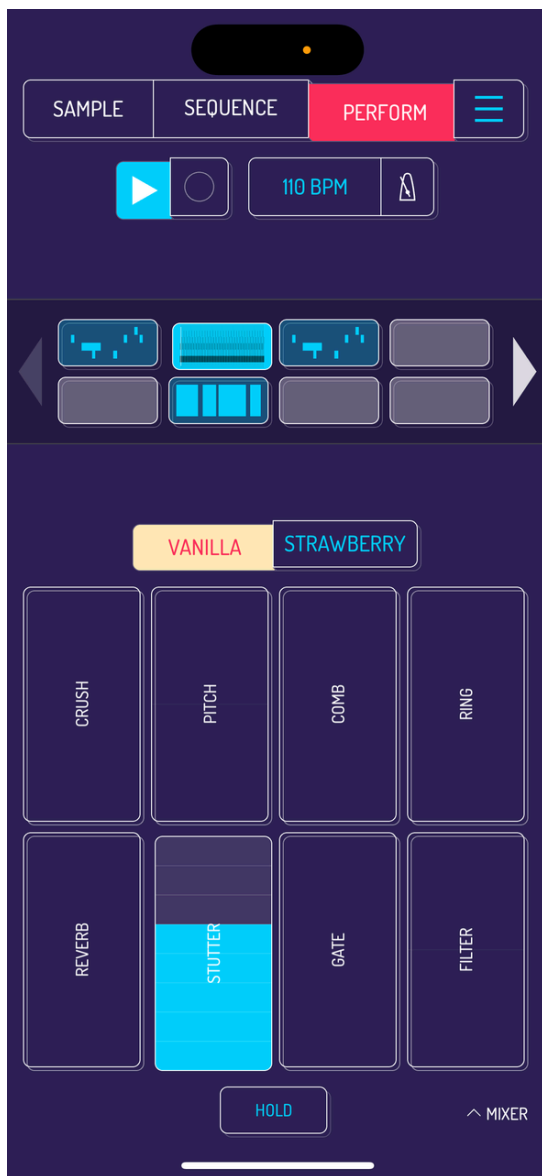 SAMPLE SEQUENCE PERFORM
110 BPM
VANILLA STRAWBERRY
CRUSH PITCH COMB RING
REVERB STUTTER GATE FILTER
HOLD
MIXER